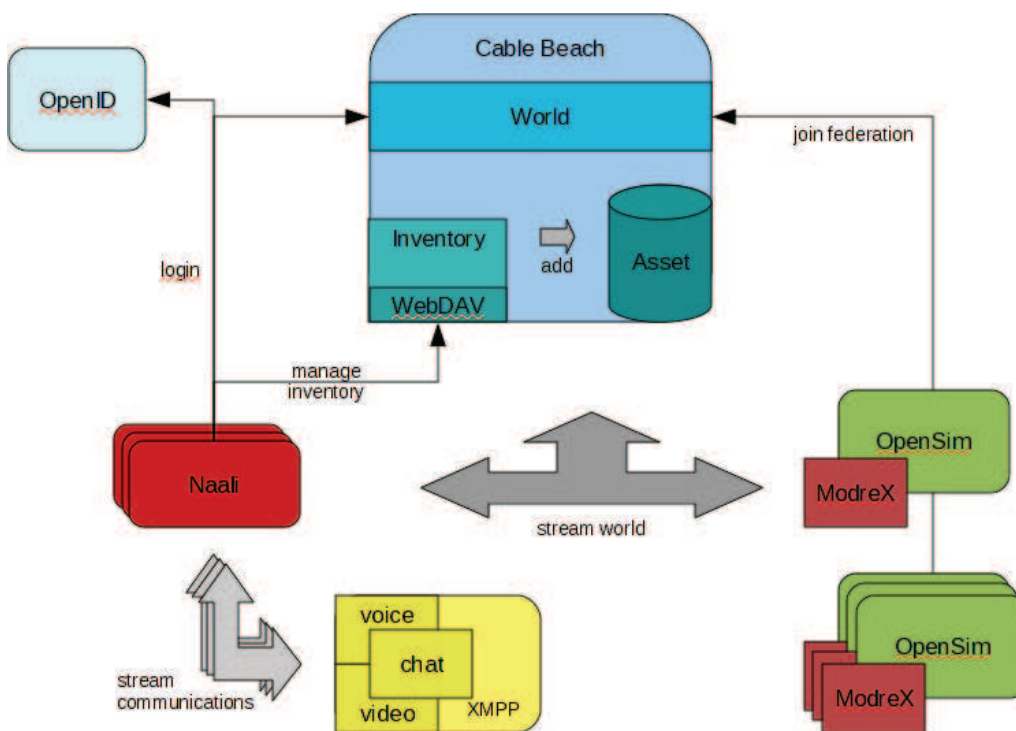 Cable Beach
OpenID
World
join federation
Inventory
add
Asset
login
WebDAV
manage
inventory
OpenSim
Naali
ModreX
stream world
voice
chat
OpenSim
stream
communications
video
XMPP
ModreX